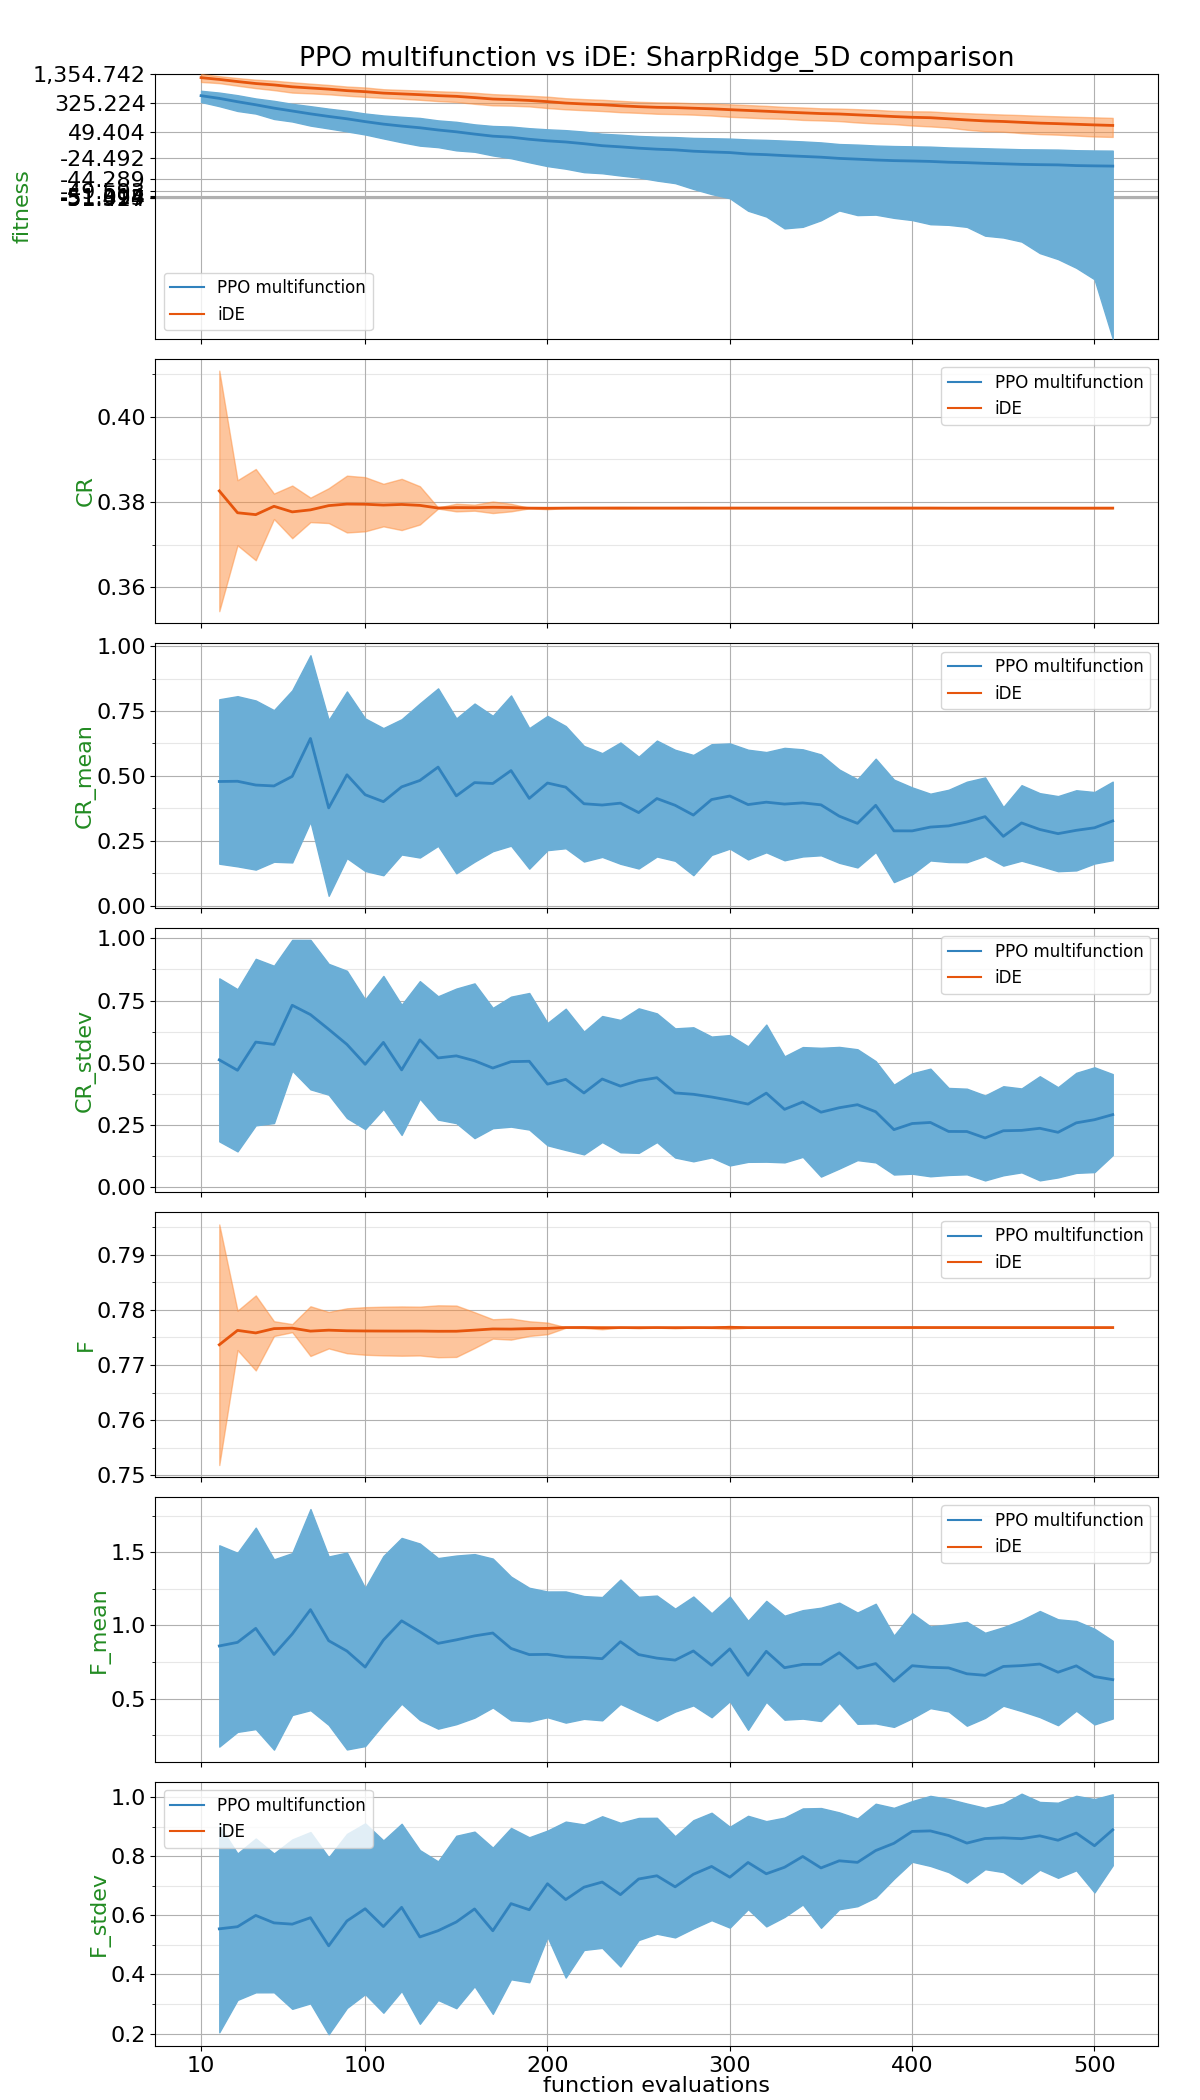 PPO multifunction vs iDE: SharpRidge_5D comparison
1,354.742
325.224
49.404
-24.492
-44.289
fitness
PPO multifunction
iDE
0.40
0.38
0.36
CR
PPO multifunction
iDE
1.00
0.75
0.50
0.25
0.00
CR_mean
PPO multifunction
iDE
1.00
0.75
0.50
0.25
0.00
CR_stdev
PPO multifunction
iDE
0.79
0.78
0.77
0.76
0.75
F
PPO multifunction
iDE
1.5
1.0
0.5
F_mean
PPO multifunction
iDE
1.0
0.8
0.6
0.4
0.2
F_stdev
PPO multifunction
iDE
10 100 200 300 400 500
function evaluations